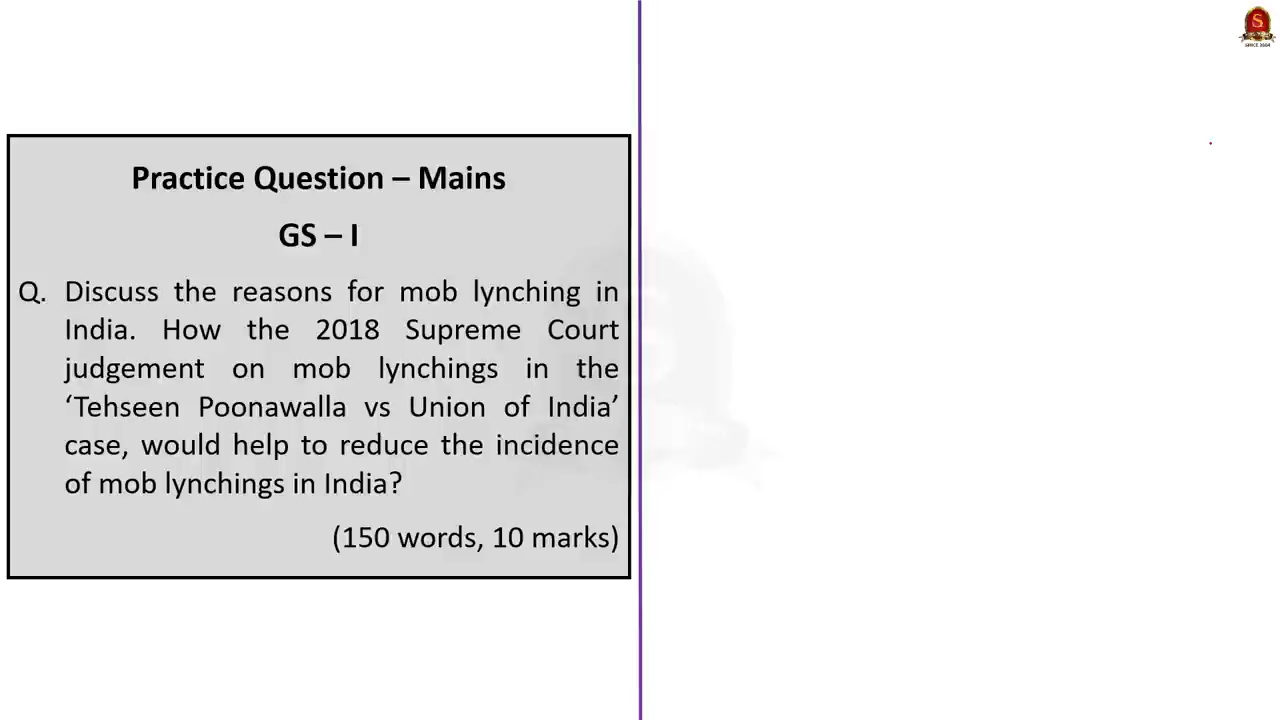 Practice Question – Mains
GS – I
Q. Discuss the reasons for mob lynching in
India. How the 2018 Supreme Court
judgement on mob lynchings in the
‘Tehseen Poonawalla vs Union of India’
case, would help to reduce the incidence
of mob lynchings in India?
(150 words, 10 marks)
S
SINCE 2004